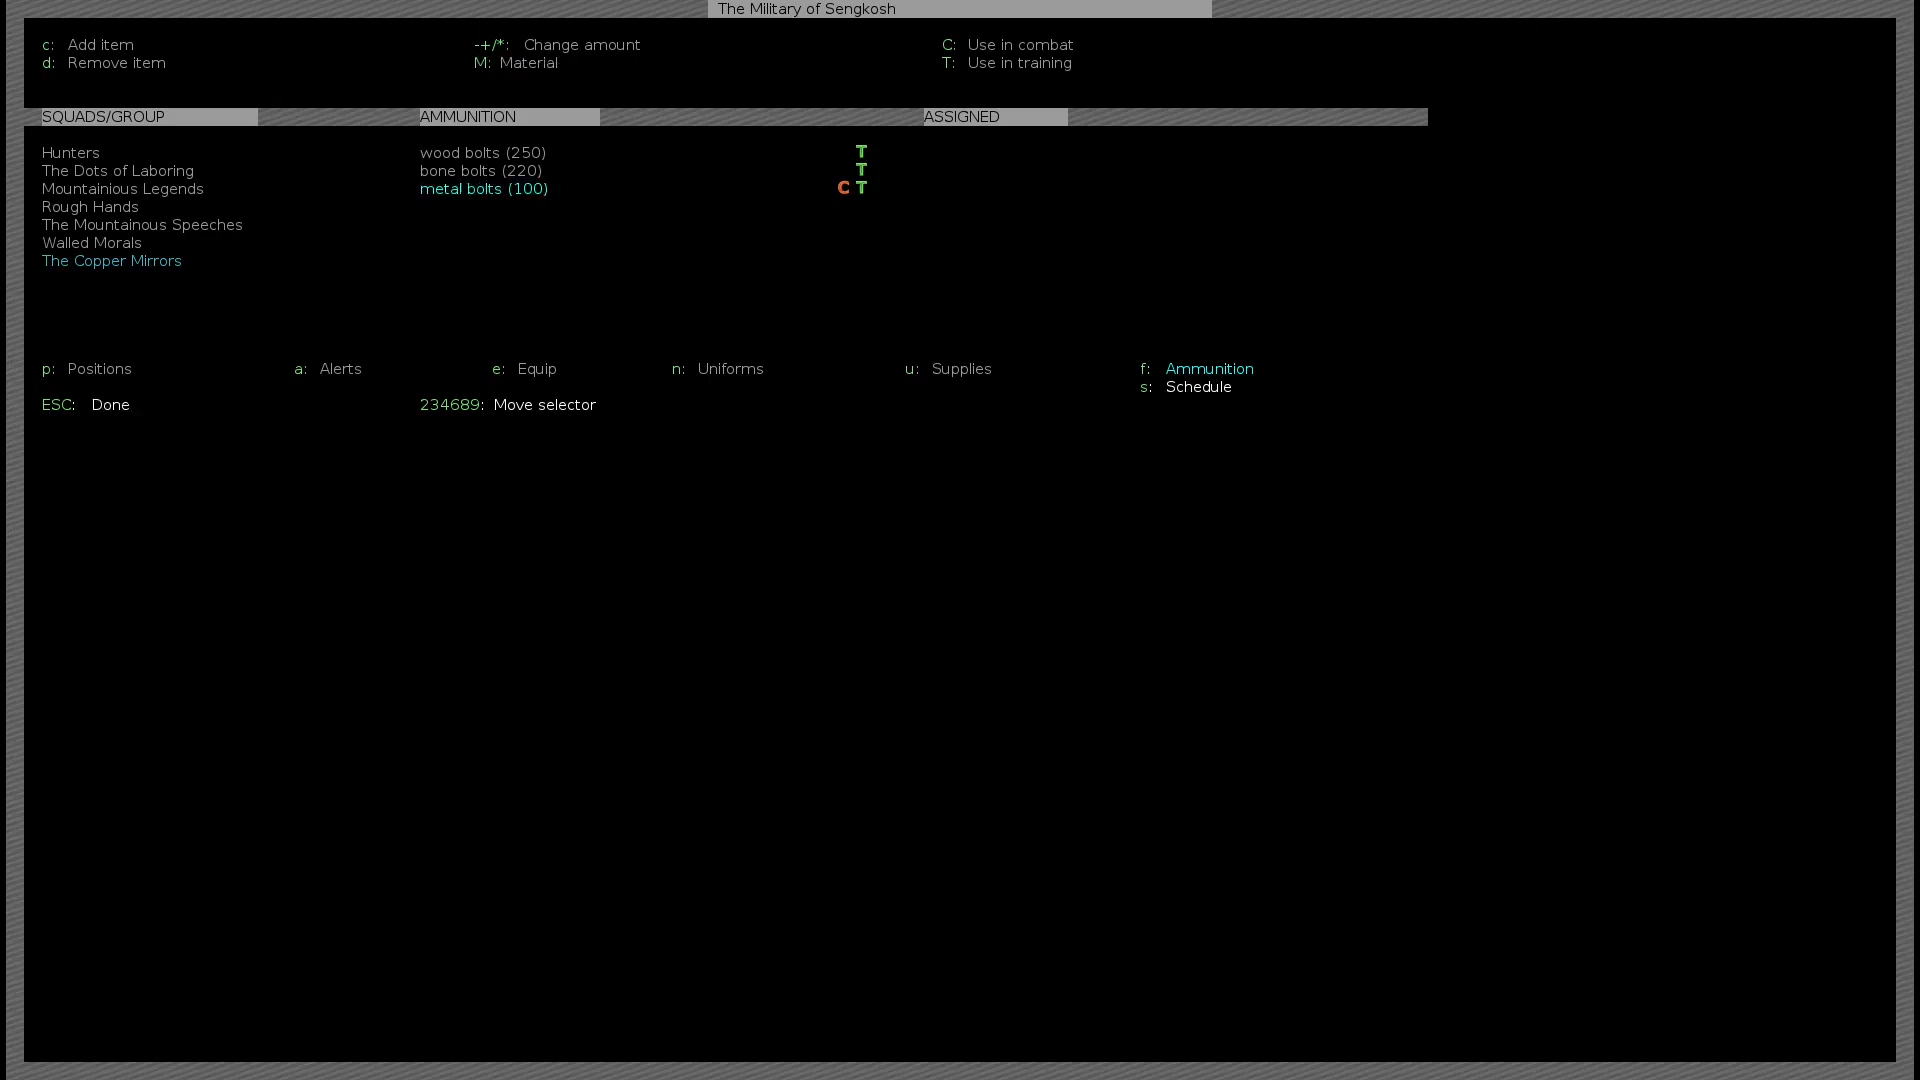 The Military of Sengkosh
c: Add item -+/*: Change amount C: Use in combat
d: Remove item M: Material T: Use in training
SQUADS/GROUP AMMUNITION ASSIGNED
Hunters wood bolts (250) T
The Dots of Laboring bone bolts (220) T
Mountainious Legends metal bolts (100) C T
Rough Hands
The Mountainous Speeches
Walled Morals
The Copper Mirrors
p: Positions a: Alerts e: Equip n: Uniforms u: Supplies f: Ammunition
s: Schedule
ESC: Done 234689: Move selector